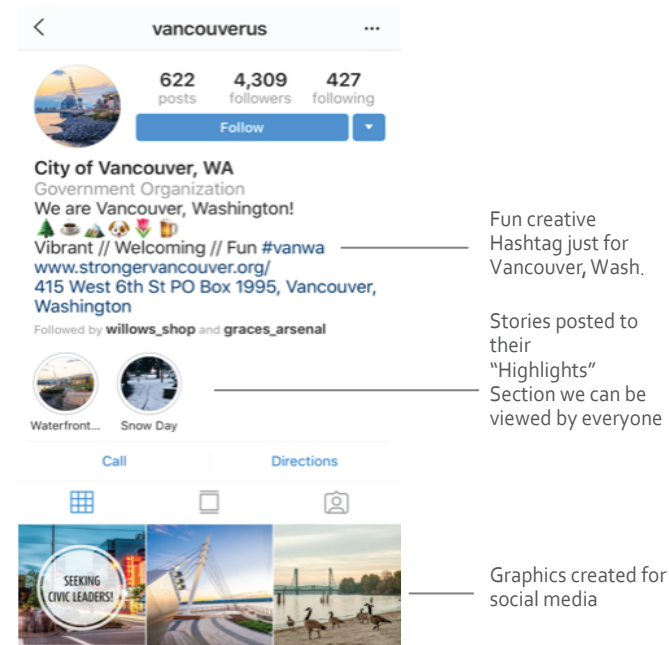 vancouverus
622 4,309 427
posts followers following
Follow
City of Vancouver, WA
Government Organization
We are Vancouver, Washington!
🌲☕🏔🐶🌷🍺
Vibrant // Welcoming // Fun #vanwa
www.strongervancouver.org/
415 West 6th St PO Box 1995, Vancouver,
Washington
Followed by willows_shop and graces_arsenal
Waterfront... Snow Day
Call Directions
SEEKING
CIVIC LEADERS!
Fun creative
Hashtag just for
Vancouver, Wash.
Stories posted to
their
“Highlights”
Section we can be
viewed by everyone
Graphics created for
social media